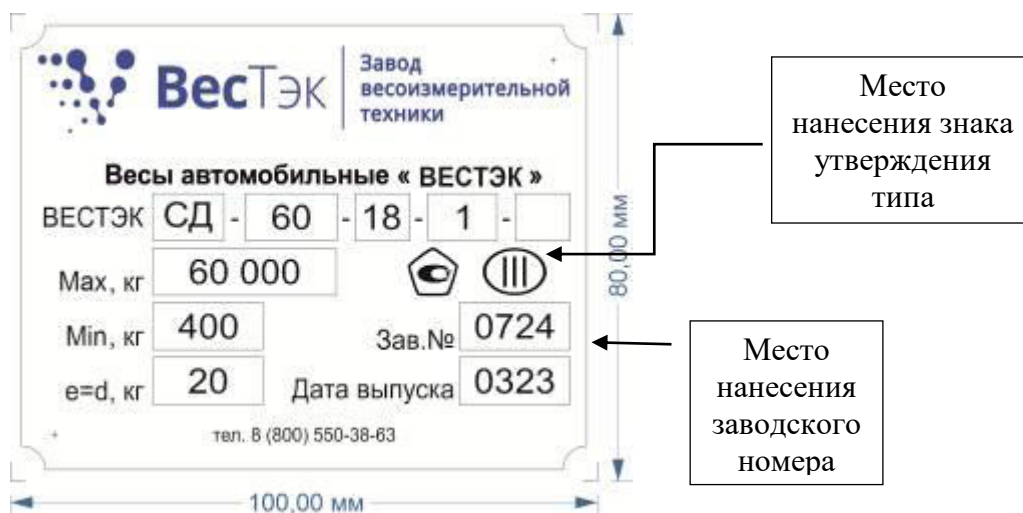 ВесТэк
Завод
весоизмерительной
техники
Весы автомобильные « ВЕСТЭК »
ВЕСТЭК СД - 60 - 18 - 1 -
Max, кг 60 000
III
Min, кг 400
Зав.№ 0724
e=d, кг 20
Дата выпуска 0323
тел. 8 (800) 550-38-63
100,00 мм
80,00 мм
Место
нанесения знака
утверждения
типа
Место
нанесения
заводского
номера